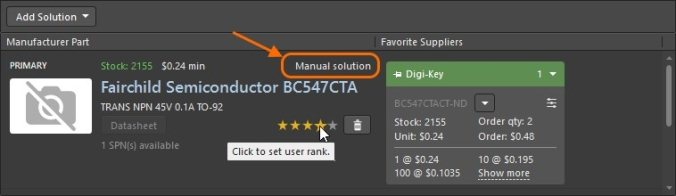 Add Solution
Manufacturer Part
Favorite Suppliers
PRIMARY
Stock: 2155 $0.24 min
Manual solution
Fairchild Semiconductor BC547CTA
TRANS NPN 45V 0.1A TO-92
Datasheet
1 SPN(s) available
Click to set user rank.
Digi-Key
1
BC547CTACT-ND
Stock: 2155
Order qty: 2
Unit: $0.24
Order: $0.48
1 @ $0.24
10 @ $0.195
100 @ $0.1035
Show more